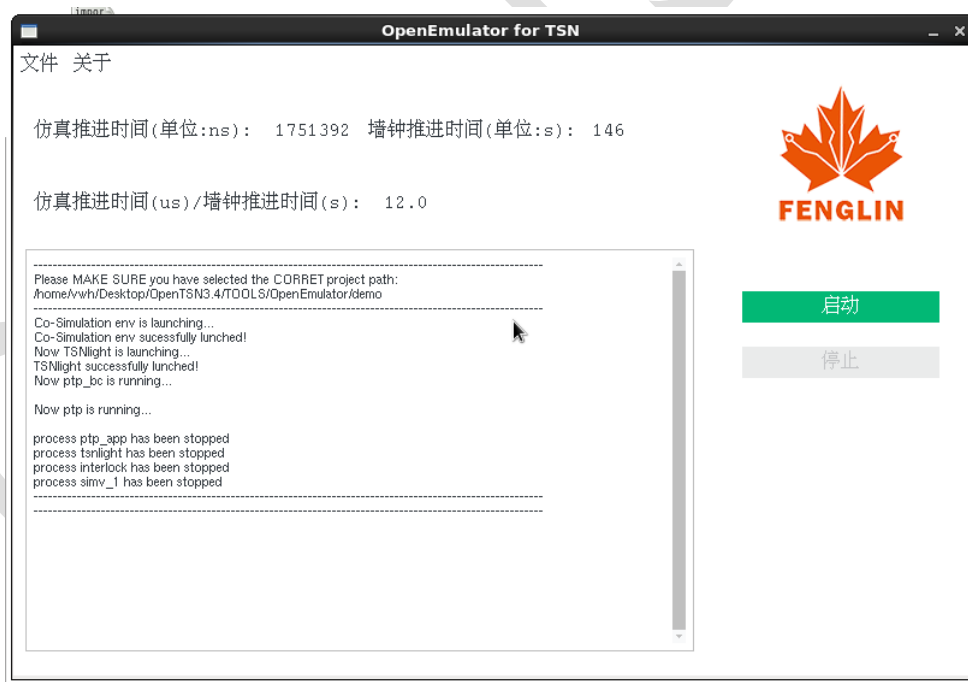 impor
OpenEmulator for TSN
文件 关于
仿真推进时间(单位:ns): 1751392 墙钟推进时间(单位:s): 146
仿真推进时间(us)/墙钟推进时间(s): 12.0
FENGLIN
Please MAKE SURE you have selected the CORRET project path:
/home/vwh/Desktop/OpenTSN3.4/TOOLS/OpenEmulator/demo
Co-Simulation env is launching...
Co-Simulation env sucessfully lunched!
Now TSNlight is launching...
TSNlight successfully lunched!
Now ptp_bc is running...
Now ptp is running...
process ptp_app has been stopped
process tsnlight has been stopped
process interlock has been stopped
process simv_1 has been stopped
启动
停止